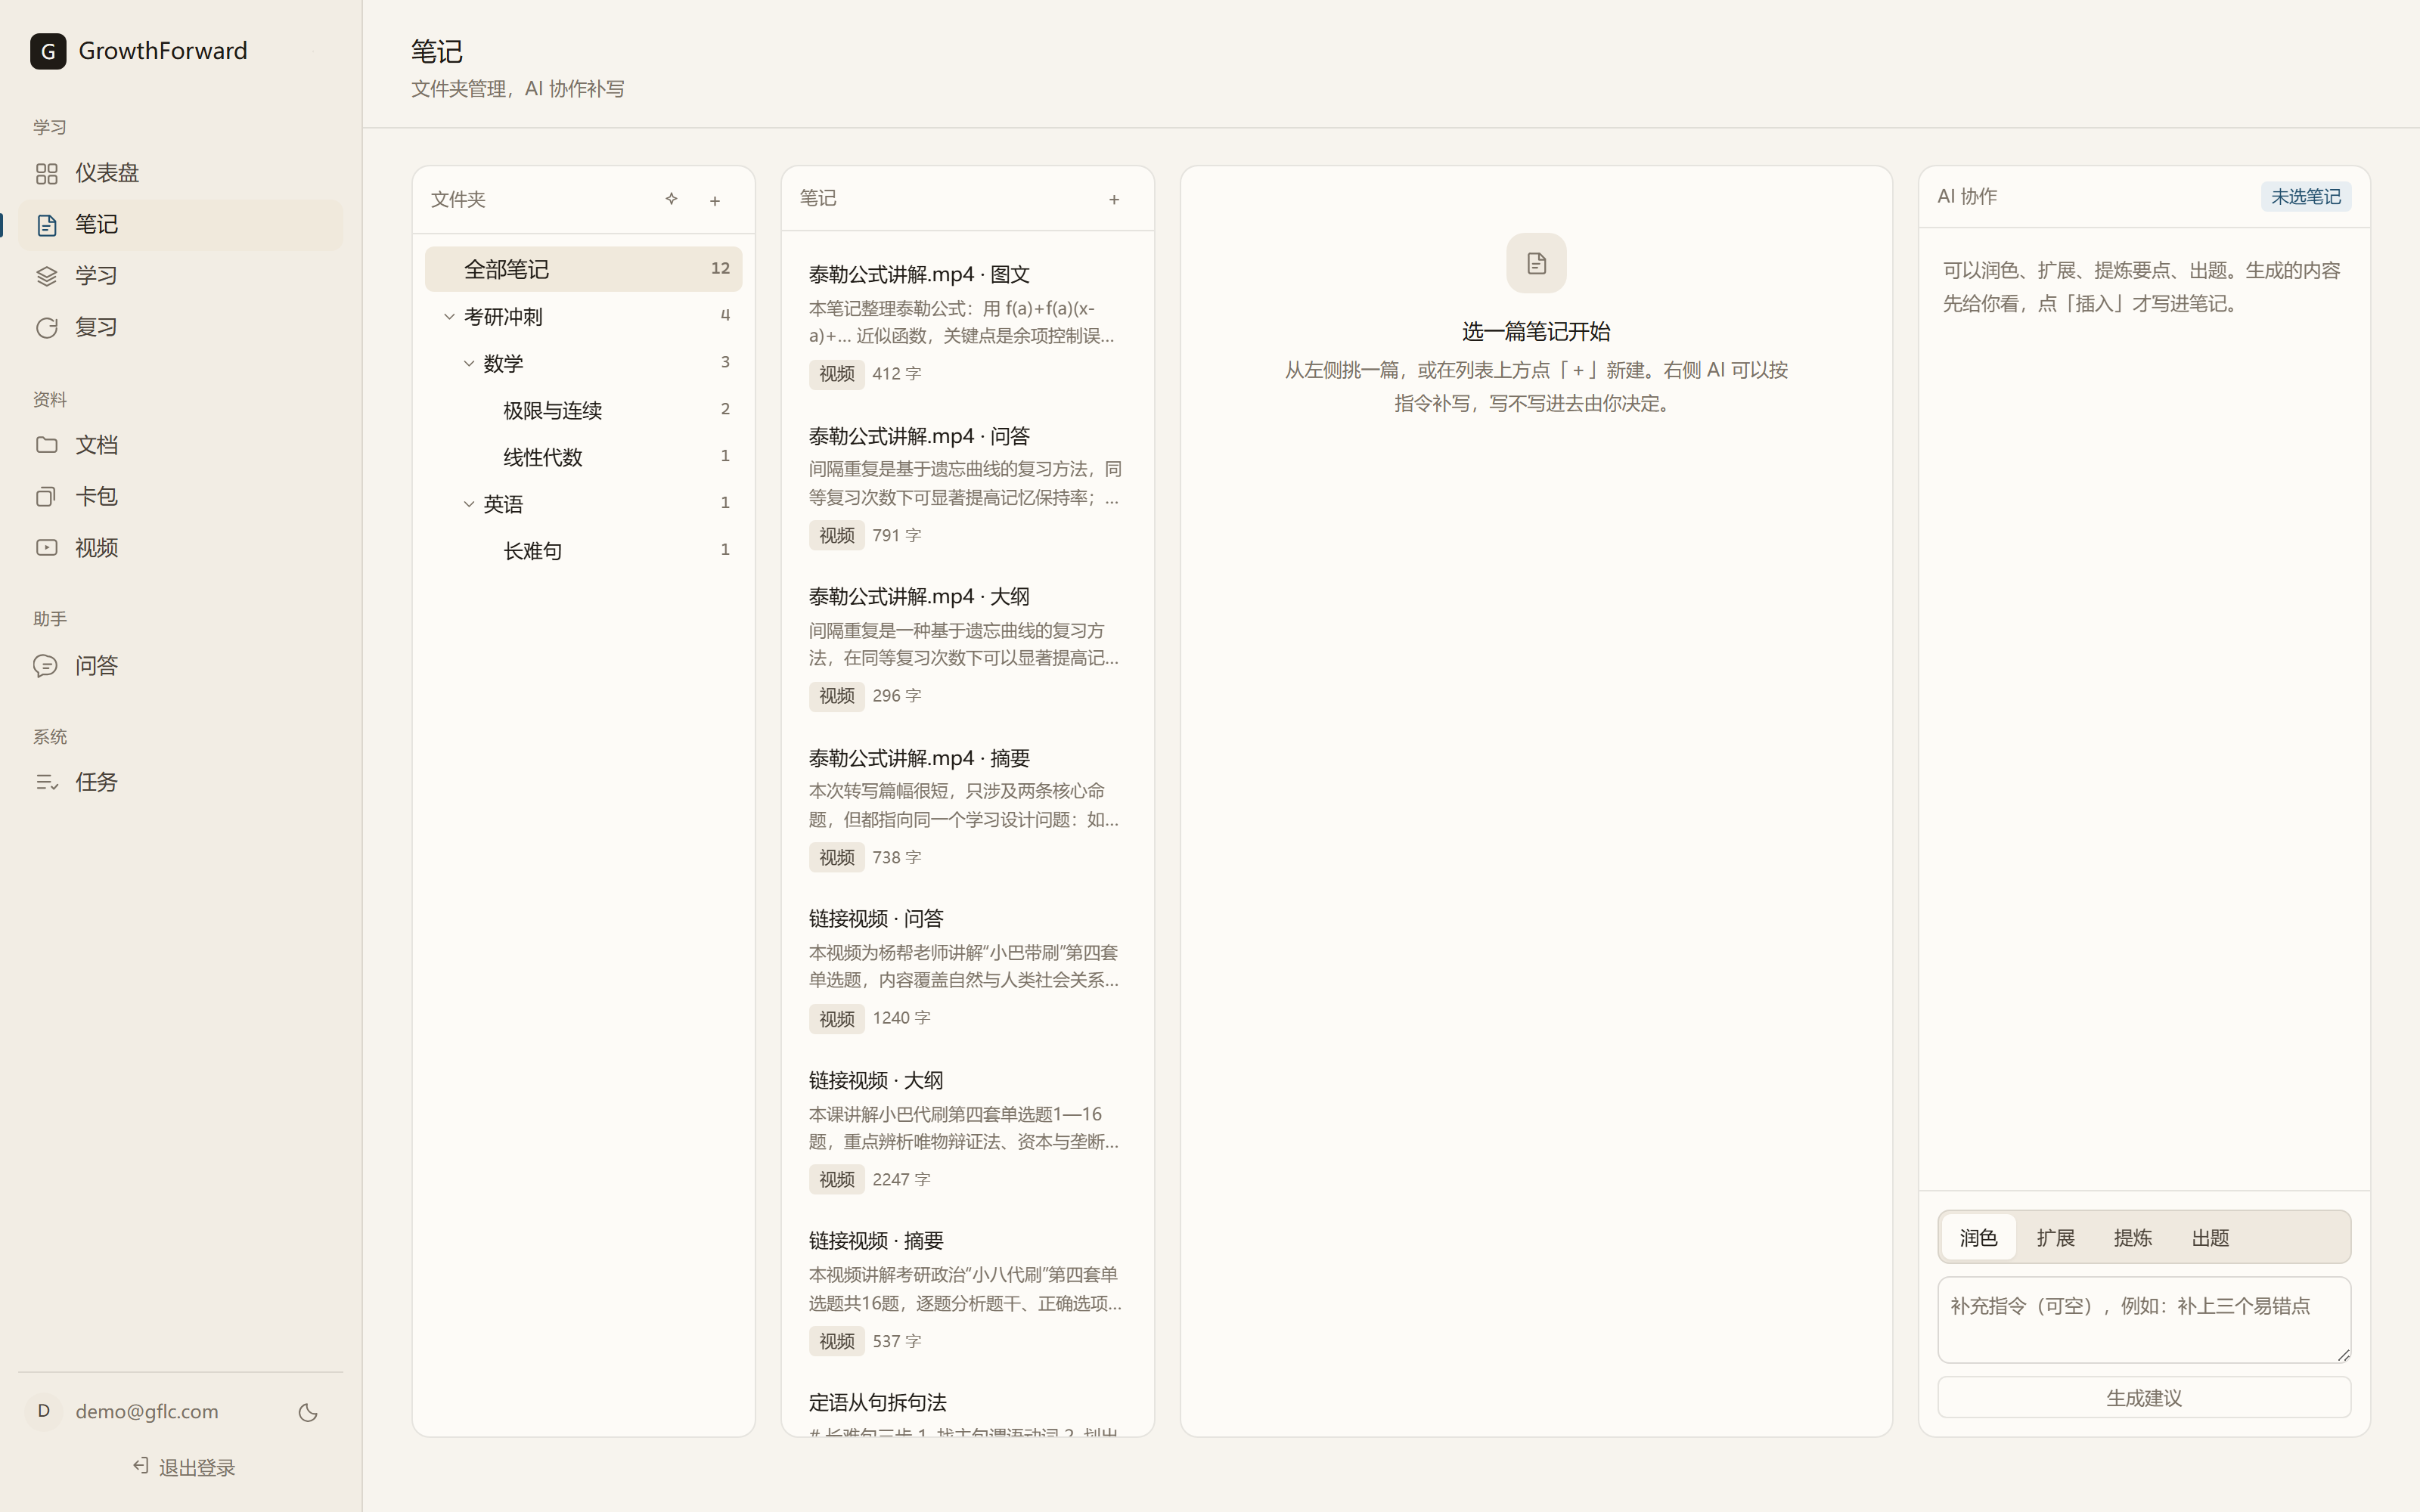 G GrowthForward
学习
仪表盘
笔记
学习
复习
资料
文档
卡包
视频
助手
问答
系统
任务
D demo@gflc.com
退出登录
笔记
文件夹管理，AI 协作补写
文件夹 +
全部笔记 12
考研冲刺 4
数学 3
极限与连续 2
线性代数 1
英语 1
长难句 1
笔记 +
泰勒公式讲解.mp4 · 图文
本笔记整理泰勒公式：用 f(a)+f(a)(x-
a)+... 近似函数，关键点是余项控制误...
视频 412 字
泰勒公式讲解.mp4 · 问答
间隔重复是基于遗忘曲线的复习方法，同
等复习次数下可显著提高记忆保持率；...
视频 791 字
泰勒公式讲解.mp4 · 大纲
间隔重复是一种基于遗忘曲线的复习方
法，在同等复习次数下可以显著提高记...
视频 296 字
泰勒公式讲解.mp4 · 摘要
本次转写篇幅很短，只涉及两条核心命
题，但都指向同一个学习设计问题：如...
视频 738 字
链接视频 · 问答
本视频为杨帮老师讲解“小巴带刷”第四套
单选题，内容覆盖自然与人类社会关系...
视频 1240 字
链接视频 · 大纲
本课讲解小巴代刷第四套单选题1—16
题，重点辨析唯物辩证法、资本与垄断...
视频 2247 字
链接视频 · 摘要
本视频讲解考研政治“小八代刷”第四套单
选题共16题，逐题分析题干、正确选项...
视频 537 字
定语从句拆句法
# 长难句三步 1. 找主句谓语动词 2. 划出
选一篇笔记开始
从左侧挑一篇，或在列表上方点「 + 」新建。右侧 AI 可以按
指令补写，写不写进去由你决定。
AI 协作 未选笔记
可以润色、扩展、提炼要点、出题。生成的内容
先给你看，点「插入」才写进笔记。
润色 扩展 提炼 出题
补充指令（可空），例如：补上三个易错点
生成建议